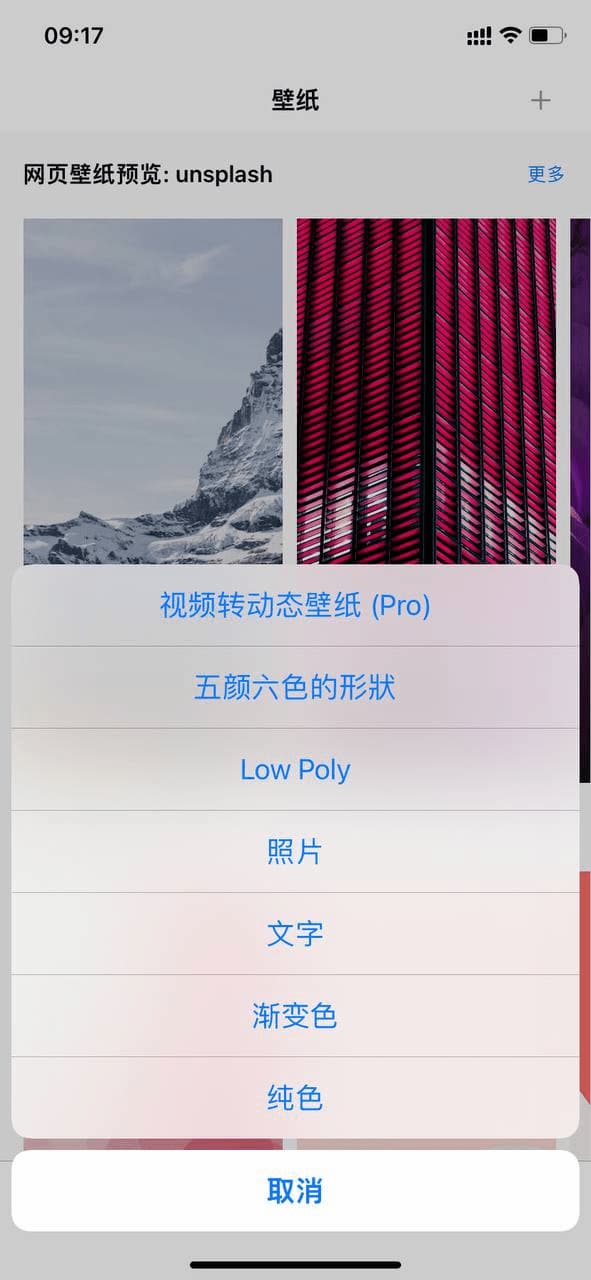 09:17
壁纸
网页壁纸预览: unsplash
更多
视频转动态壁纸 (Pro)
五颜六色的形狀
Low Poly
照片
文字
渐变色
纯色
取消